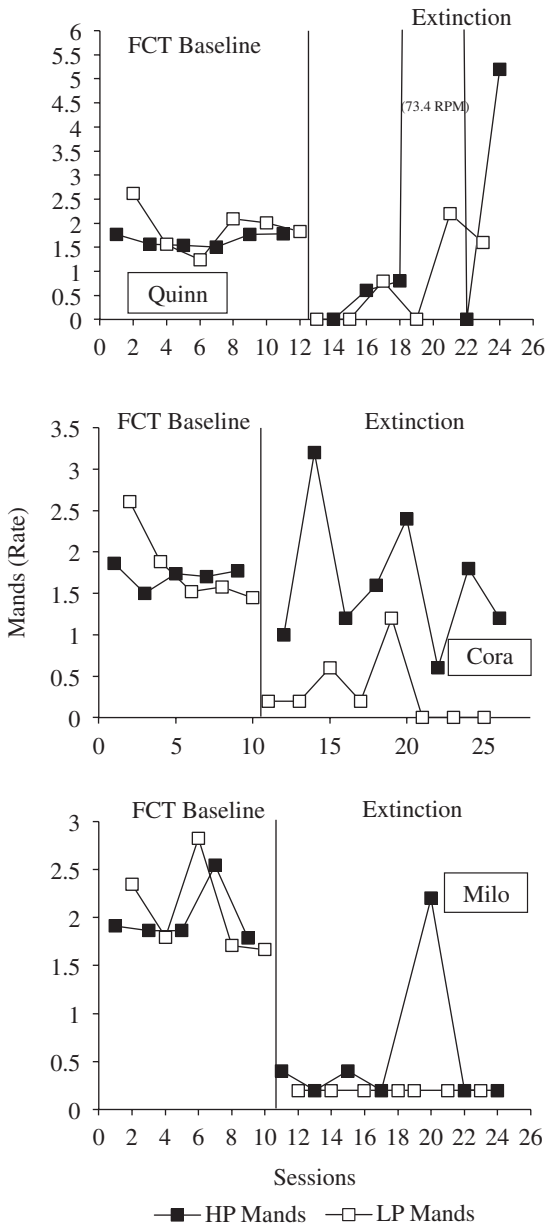 Extinction
FCT Baseline
6
5.5
5
4.5
4
3.5
3
2.5
2
1.5
1
0.5
0
(73.4 RPM)
Quinn
0 2 4 6 8 10 12 14 16 18 20 22 24 26
FCT Baseline Extinction
3.5
3
2.5
2
1.5
1
0.5
0
Mands (Rate)
Cora
0 5 10 15 20 25
FCT Baseline Extinction
3
2.5
2
1.5
1
0.5
0
Milo
0 2 4 6 8 10 12 14 16 18 20 22 24 26
Sessions
HP Mands LP Mands